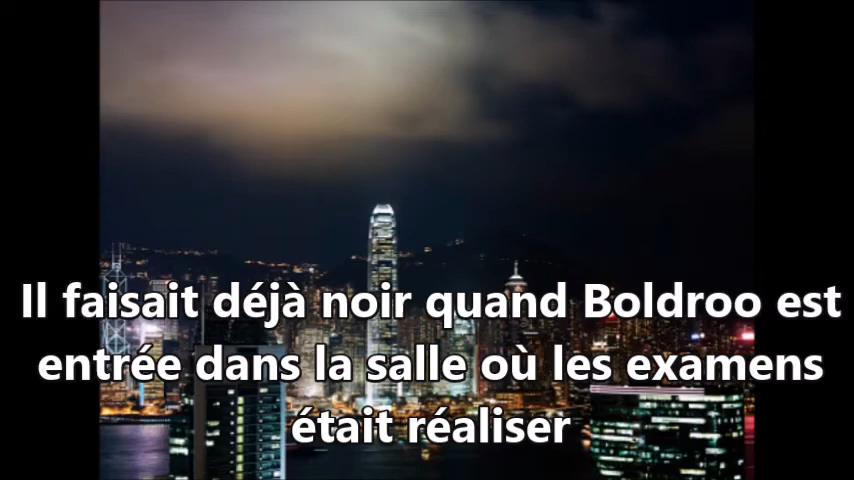 Il faisait déjà noir quand Boldroo est
entrée dans la salle où les examens
était réaliser